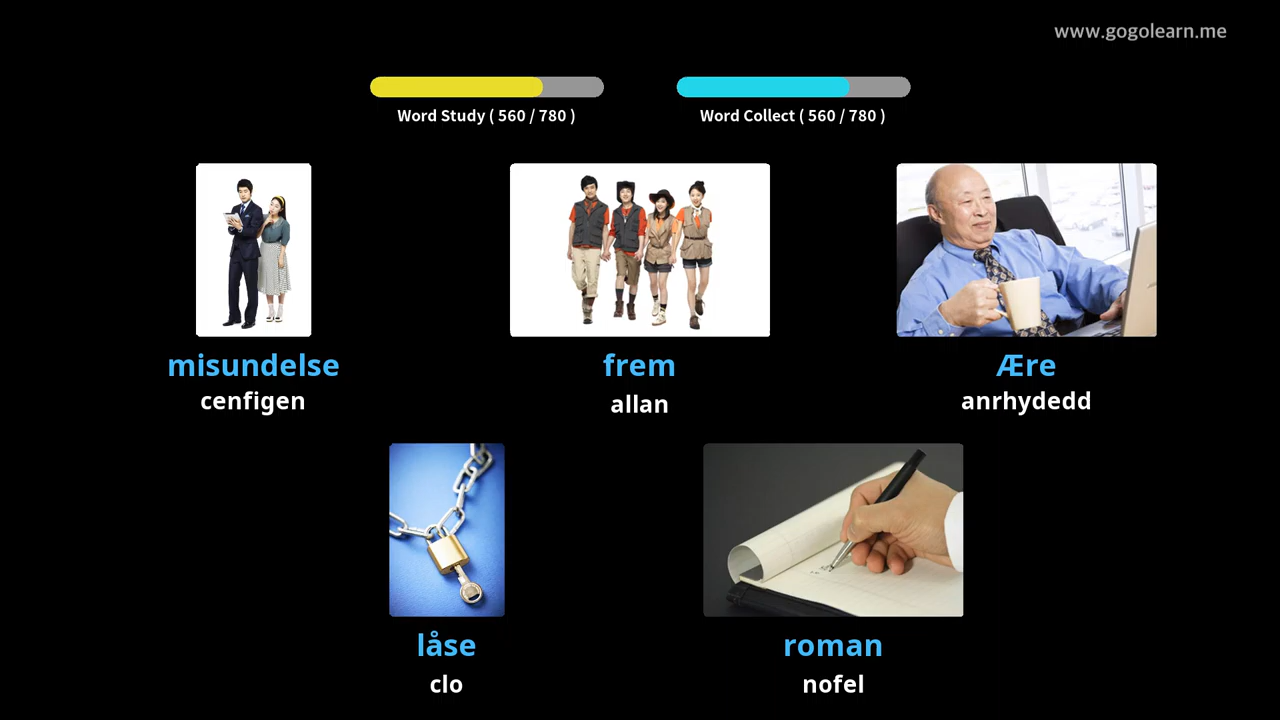 www.gogolearn.me
Word Study ( 560 / 780 )
Word Collect ( 560 / 780 )
misundelse
cenfigen
frem
allan
Ære
anrhydedd
låse
clo
roman
nofel